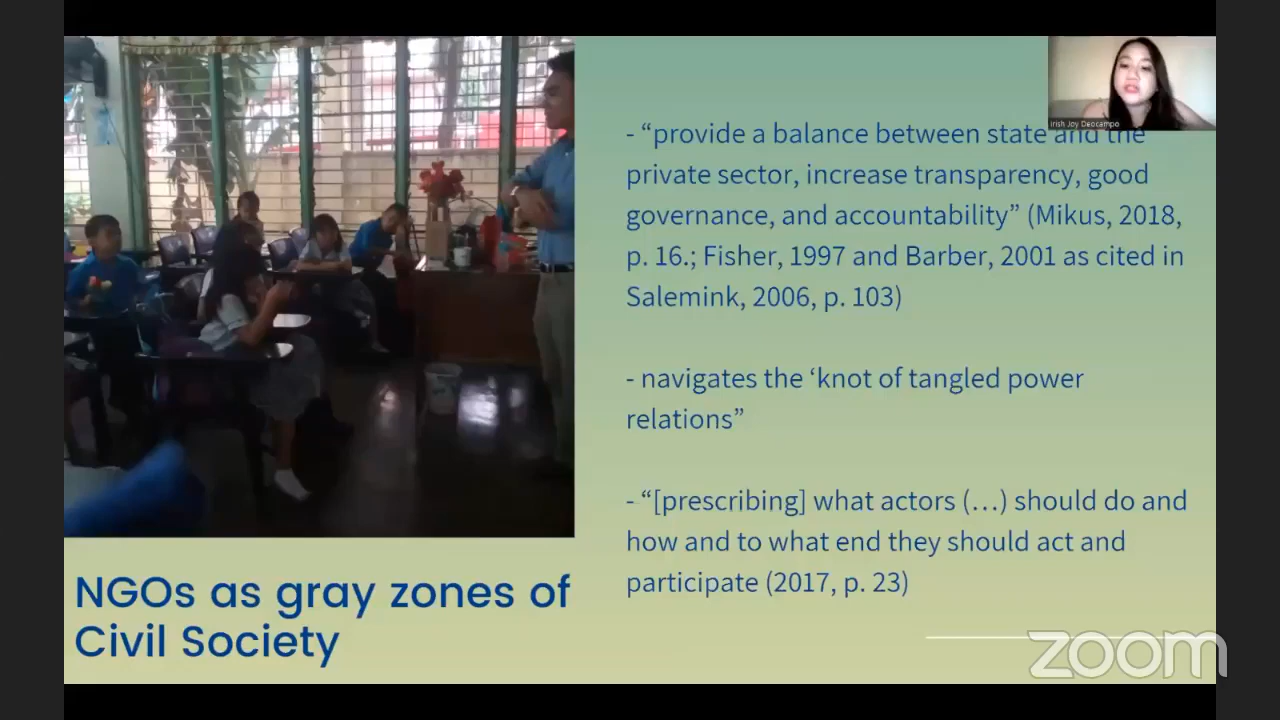 Irish Joy Deocampo
- “provide a balance between state and the
private sector, increase transparency, good
governance, and accountability” (Mikus, 2018,
p. 16.; Fisher, 1997 and Barber, 2001 as cited in
Salemink, 2006, p. 103)
- navigates the ‘knot of tangled power
relations”
- “[prescribing] what actors (…) should do and
how and to what end they should act and
participate (2017, p. 23)
NGOs as gray zones of
Civil Society
zoom